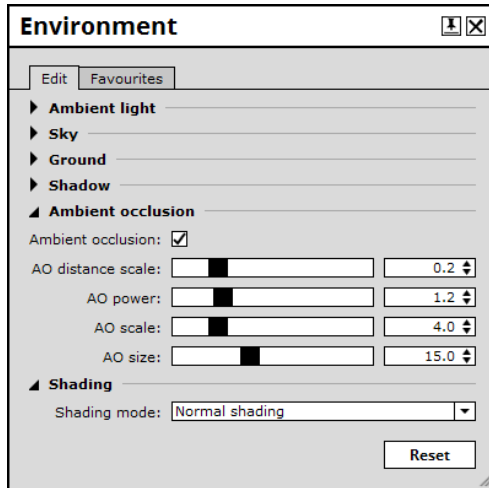 Environment
Edit Favourites
Ambient light
Sky
Ground
Shadow
Ambient occlusion
Ambient occlusion:
AO distance scale: 0.2
AO power: 1.2
AO scale: 4.0
AO size: 15.0
Shading
Shading mode: Normal shading
Reset